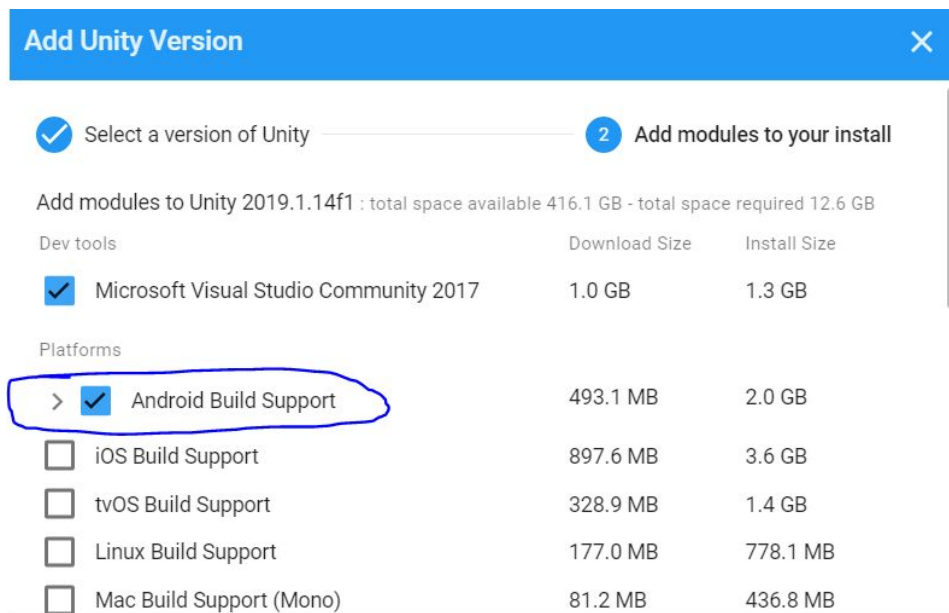 Add Unity Version
Select a version of Unity
2 Add modules to your install
Add modules to Unity 2019.1.14f1 : total space available 416.1 GB - total space required 12.6 GB
Dev tools Download Size Install Size
Microsoft Visual Studio Community 2017 1.0 GB 1.3 GB
Platforms
Android Build Support 493.1 MB 2.0 GB
iOS Build Support 897.6 MB 3.6 GB
tvOS Build Support 328.9 MB 1.4 GB
Linux Build Support 177.0 MB 778.1 MB
Mac Build Support (Mono) 81.2 MB 436.8 MB